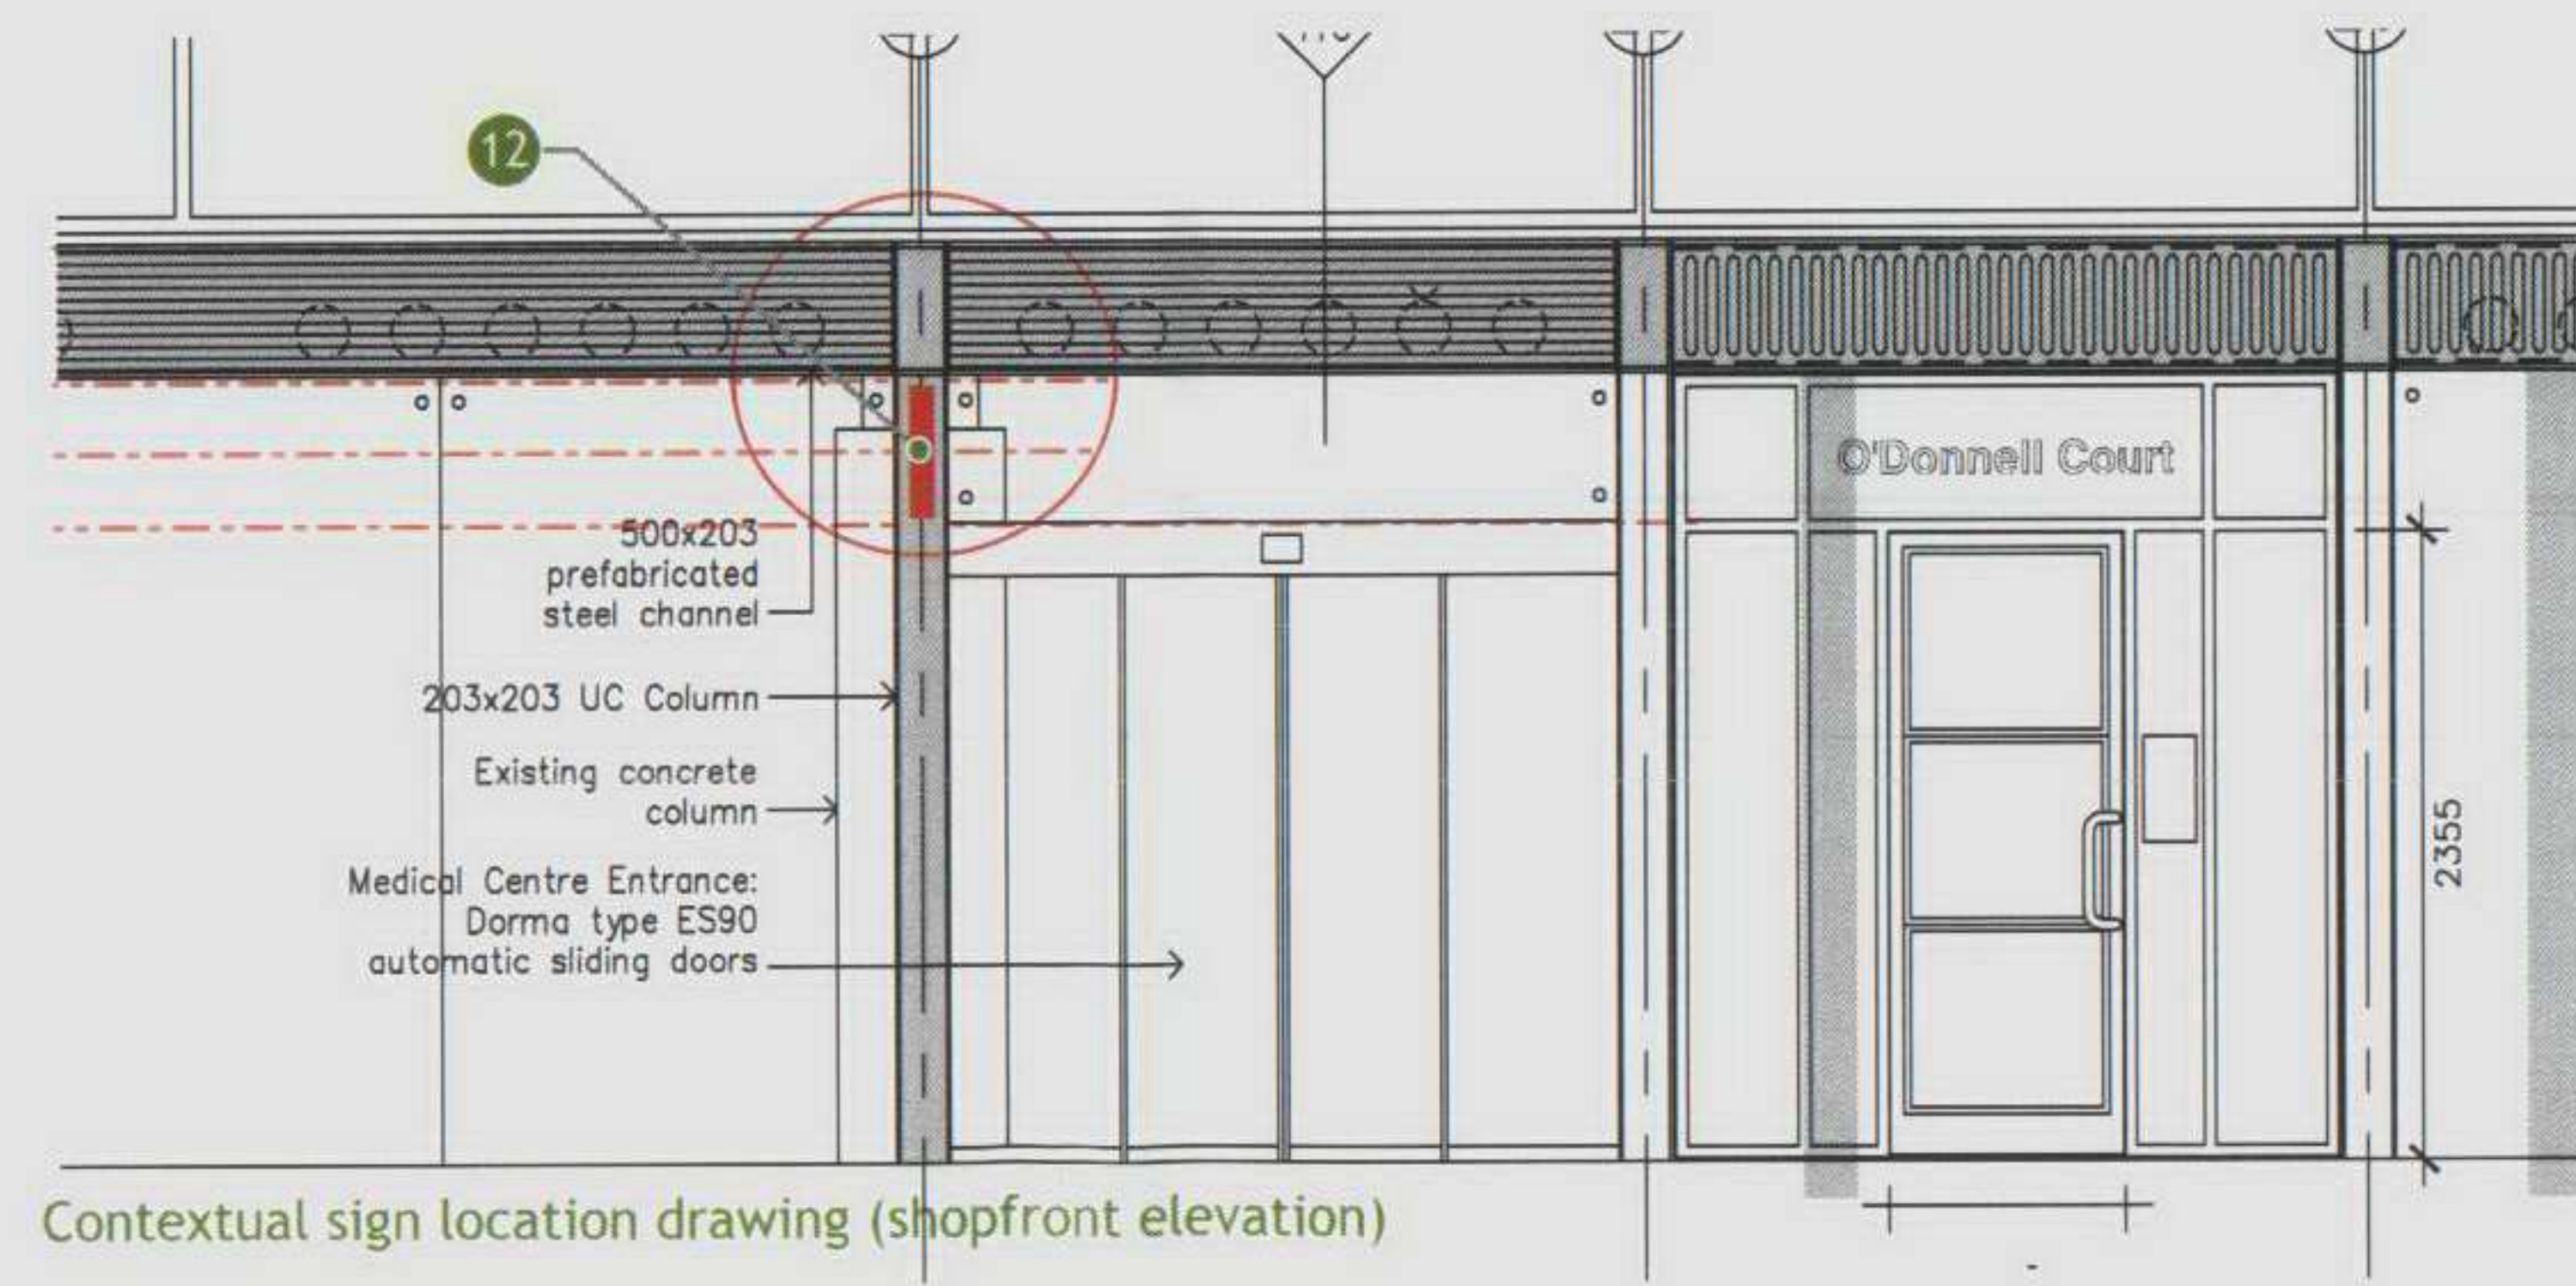 12
O'Donnell Court
500x203
prefabricated
steel channel
203x203 UC Column
Existing concrete
column
2355
Medical Centre Entrance:
Dorma type ES90
automatic sliding doors
Contextual sign location drawing (shopfront elevation)